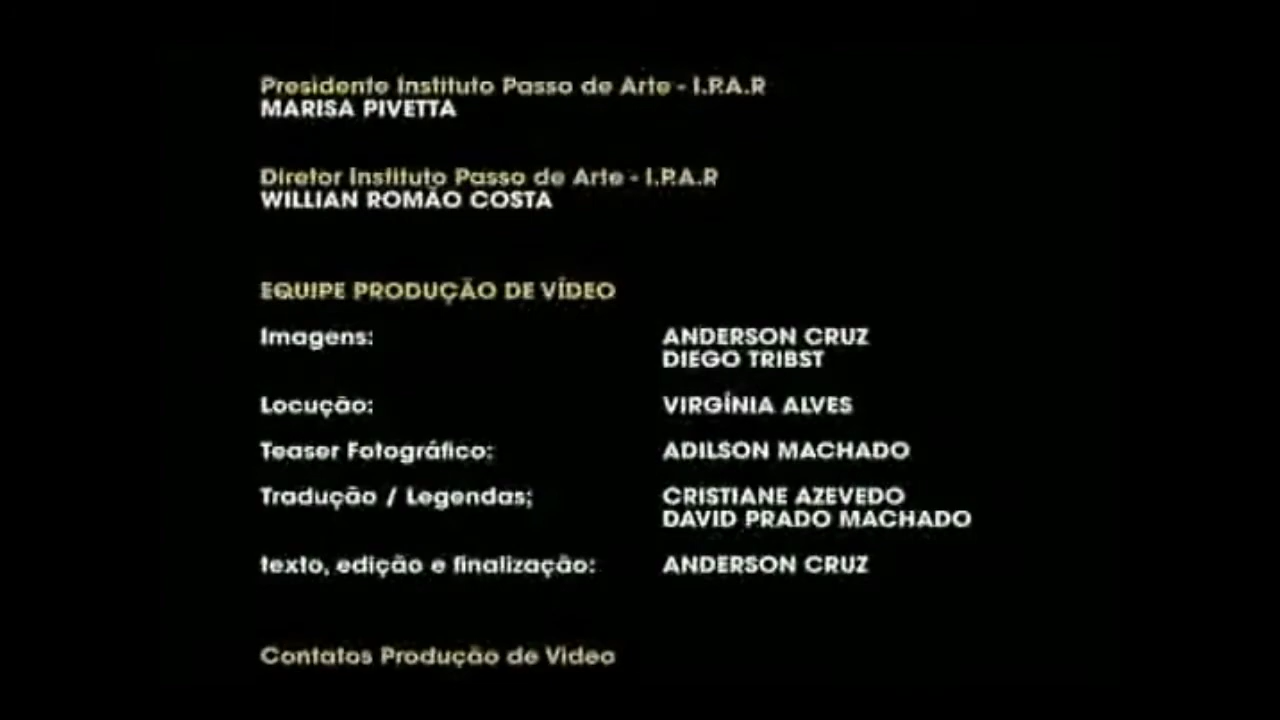 Presidente Instituto Passo de Arte - I.P.A.R
MARISA PIVETTA
Diretor Instituto Passo de Arte - I.P.A.R
WILLIAN ROMÃO COSTA
EQUIPE PRODUÇÃO DE VÍDEO
Imagens: ANDERSON CRUZ
DIEGO TRIBST
Locução: VIRGÍNIA ALVES
Teaser Fotográfico: ADILSON MACHADO
Tradução / Legendas; CRISTIANE AZEVEDO
DAVID PRADO MACHADO
texto, edição e finalização: ANDERSON CRUZ
Contatos Produção de Video